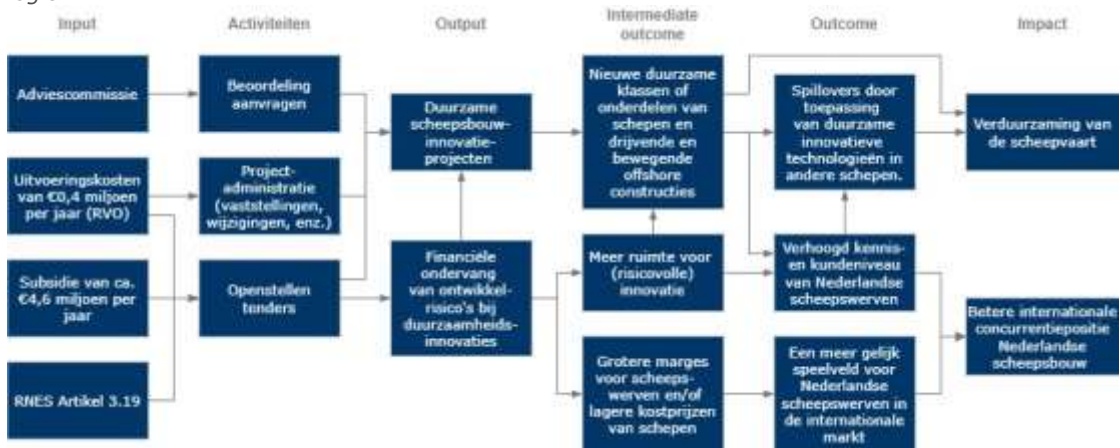 Input
Activiteiten
Output
Intermediate
outcome
Outcome
Impact
Adviescommissie
Beoordeling
aanvragen
Duurzame
scheepsbouw-
innovatie-
projecten
Nieuwe duurzame
klassen of
onderdelen van
schepen en
drijvende en
bewegende
offshore
constructies
Spillovers door
toepassing
van duurzame
innovatieve
technologieën in
andere schepen.
Verduurzaming van
de scheepvaart
Uitvoeringskosten
van €0,4 miljoen
per jaar (RVO)
Project-
administratie
(vaststellingen,
wijzigingen, enz.)
Subsidie van ca.
€4,6 miljoen per
jaar
Openstellen
tenders
Financiële
ondervang
van ontwikkel-
risico's bij
duurzaamheids-
innovaties
Meer ruimte voor
(risicovolle)
innovatie
Verhoogd kennis-
en kundeniveau
van Nederlandse
scheepswerven
Betere internationale
concurrentiepositie
Nederlandse
scheepsbouw
RNES Artikel 3.19
Grotere marges
voor scheeps-
werven en/of
lagere kostprijzen
van schepen
Een meer gelijk
speelveld voor
Nederlandse
scheepswerven in
de internationale
markt